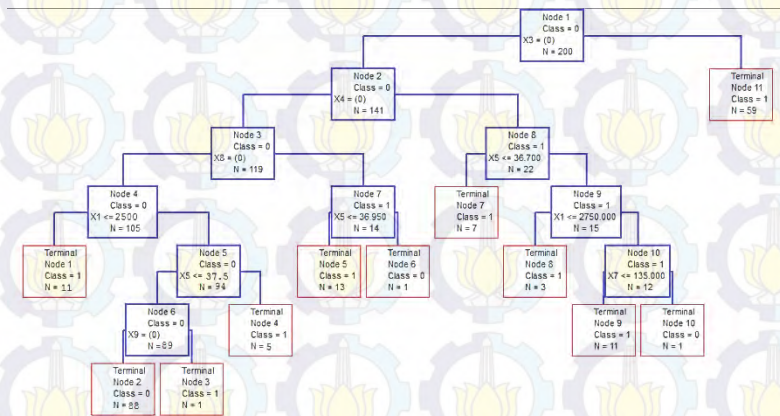 Node 1
Class = 0
X3 = (0)
N = 200
Node 2
Class = 0
X4 = (0)
N = 141
Terminal
Node 11
Class = 1
N = 59
Node 3
Class = 0
X8 = (0)
N = 119
Node 8
Class = 1
X5 <= 36.700
N = 22
Node 4
Class = 0
X1 <= 2500
N = 105
Node 7
Class = 1
X5 <= 36.950
N = 14
Terminal
Node 7
Class = 1
N = 7
Node 9
Class = 1
X1 <= 2750.000
N = 15
Terminal
Node 1
Class = 1
N = 11
Node 5
Class = 0
X5 <= 37.5
N = 94
Terminal
Node 5
Class = 1
N = 13
Terminal
Node 6
Class = 0
N = 1
Terminal
Node 8
Class = 1
N = 3
Node 10
Class = 1
X7 <= 135.000
N = 12
Node 6
Class = 0
X9 = (0)
N = 89
Terminal
Node 4
Class = 1
N = 5
Terminal
Node 9
Class = 1
N = 11
Terminal
Node 10
Class = 0
N = 1
Terminal
Node 2
Class = 0
N = 88
Terminal
Node 3
Class = 1
N = 1